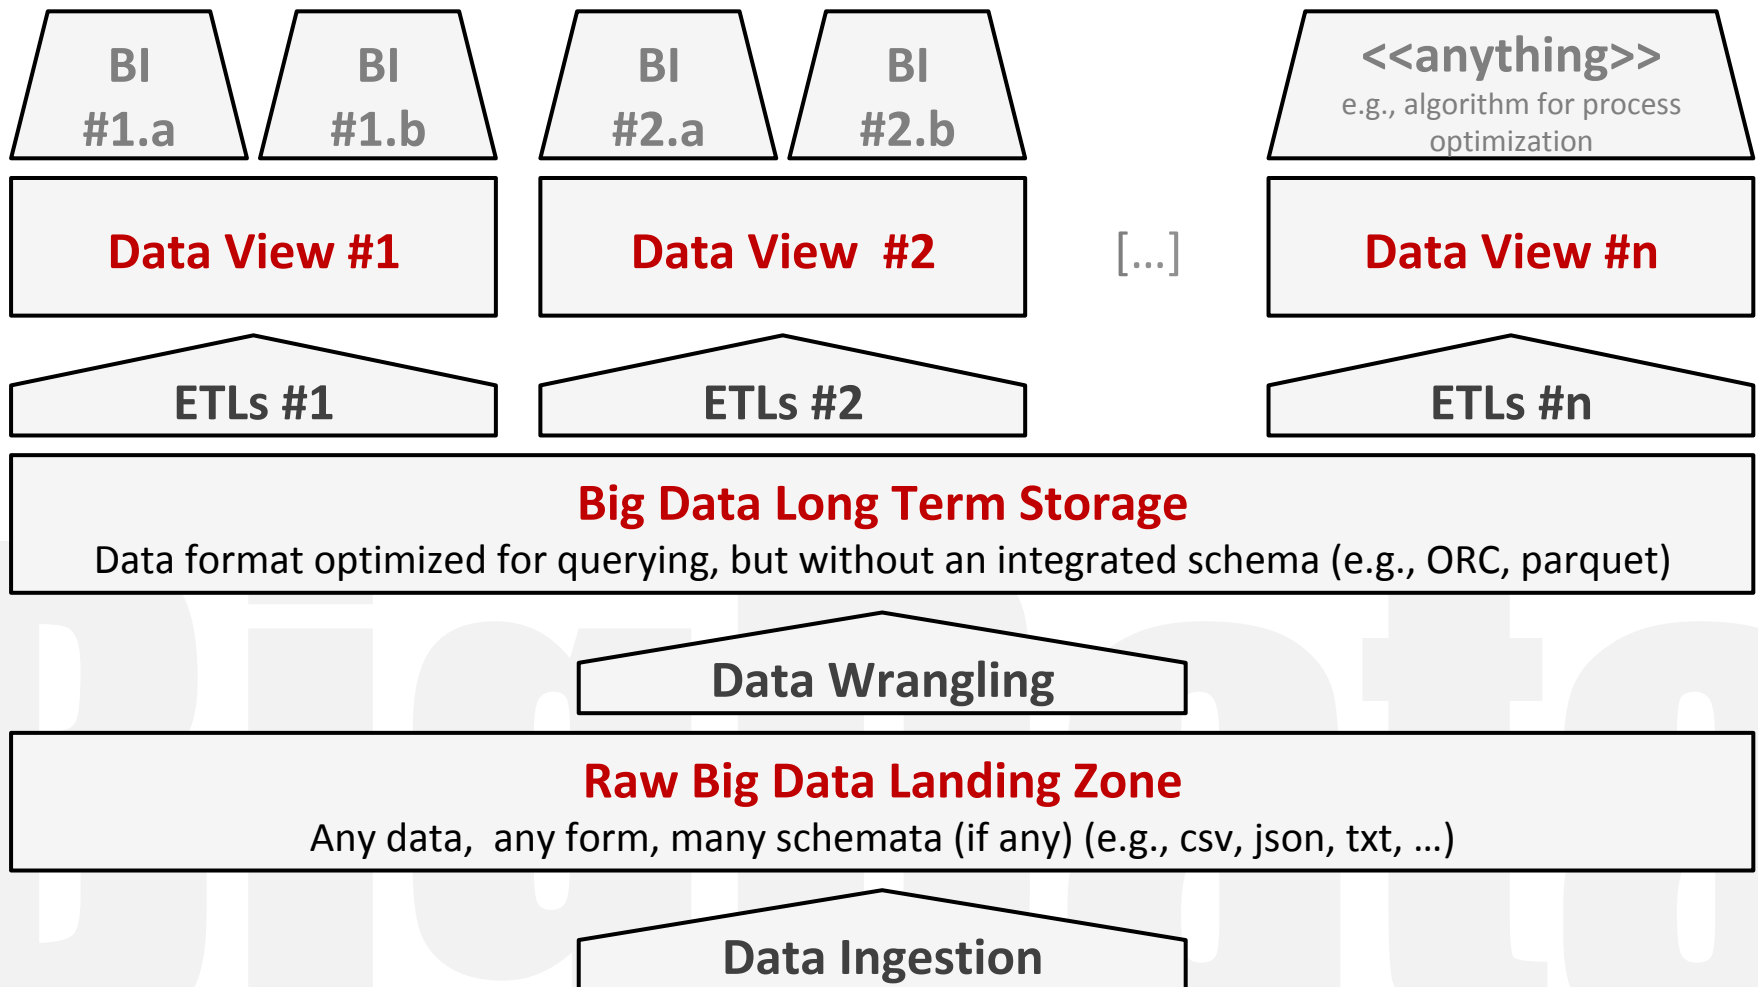 BI
#1.a
BI
#1.b
BI
#2.a
BI
#2.b
<<anything>>
e.g., algorithm for process
optimization
Data View #1
Data View  #2
[…]
Data View #n
ETLs #1
ETLs #2
ETLs #n
Big Data Long Term Storage
Data format optimized for querying, but without an integrated schema (e.g., ORC, parquet)
Data Wrangling
Raw Big Data Landing Zone
Any data,  any form, many schemata (if any) (e.g., csv, json, txt, …)
Data Ingestion
BigData